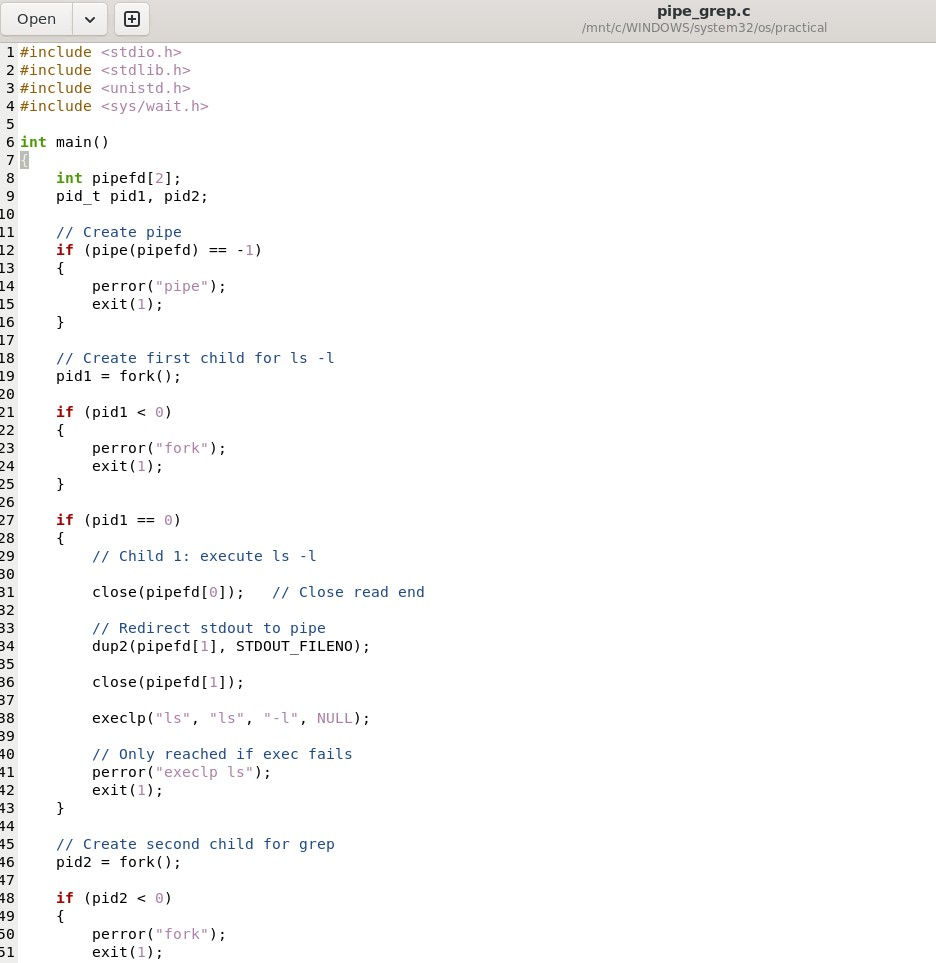 Open
pipe_grep.c
/mnt/c/WINDOWS/system32/os/practical
1 #include <stdio.h>
2 #include <stdlib.h>
3 #include <unistd.h>
4 #include <sys/wait.h>
5
6 int main()
7 {
8     int pipefd[2];
9     pid_t pid1, pid2;
10
11     // Create pipe
12     if (pipe(pipefd) == -1)
13     {
14         perror("pipe");
15         exit(1);
16     }
17
18     // Create first child for ls -l
19     pid1 = fork();
20
21     if (pid1 < 0)
22     {
23         perror("fork");
24         exit(1);
25     }
26
27     if (pid1 == 0)
28     {
29         // Child 1: execute ls -l
30
31         close(pipefd[0]);   // Close read end
32
33         // Redirect stdout to pipe
34         dup2(pipefd[1], STDOUT_FILENO);
35
36         close(pipefd[1]);
37
38         execlp("ls", "ls", "-l", NULL);
39
40         // Only reached if exec fails
41         perror("execlp ls");
42         exit(1);
43     }
44
45     // Create second child for grep
46     pid2 = fork();
47
48     if (pid2 < 0)
49     {
50         perror("fork");
51         exit(1);